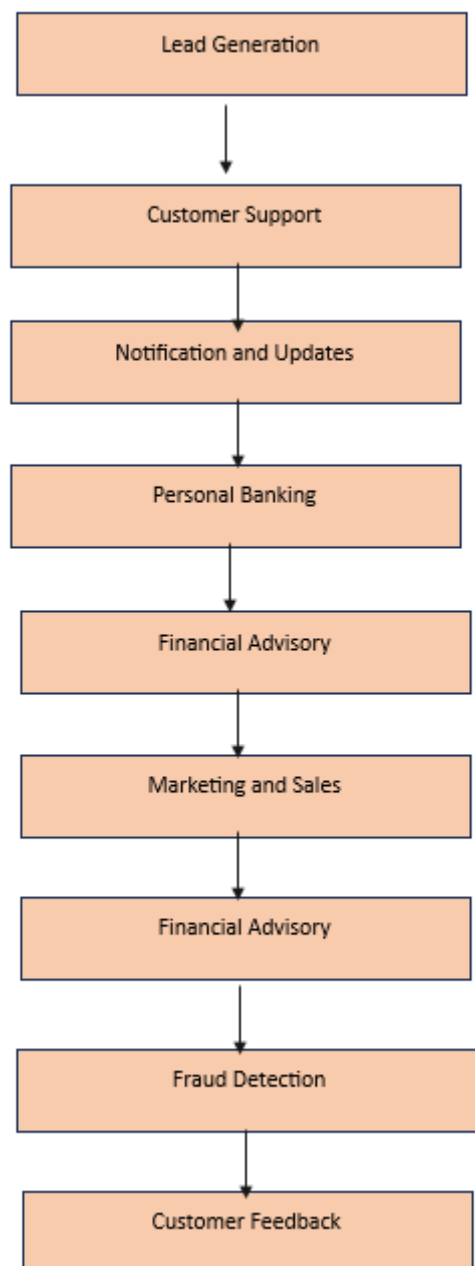 Lead Generation
Customer Support
Notification and Updates
Personal Banking
Financial Advisory
Marketing and Sales
Financial Advisory
Fraud Detection
Customer Feedback